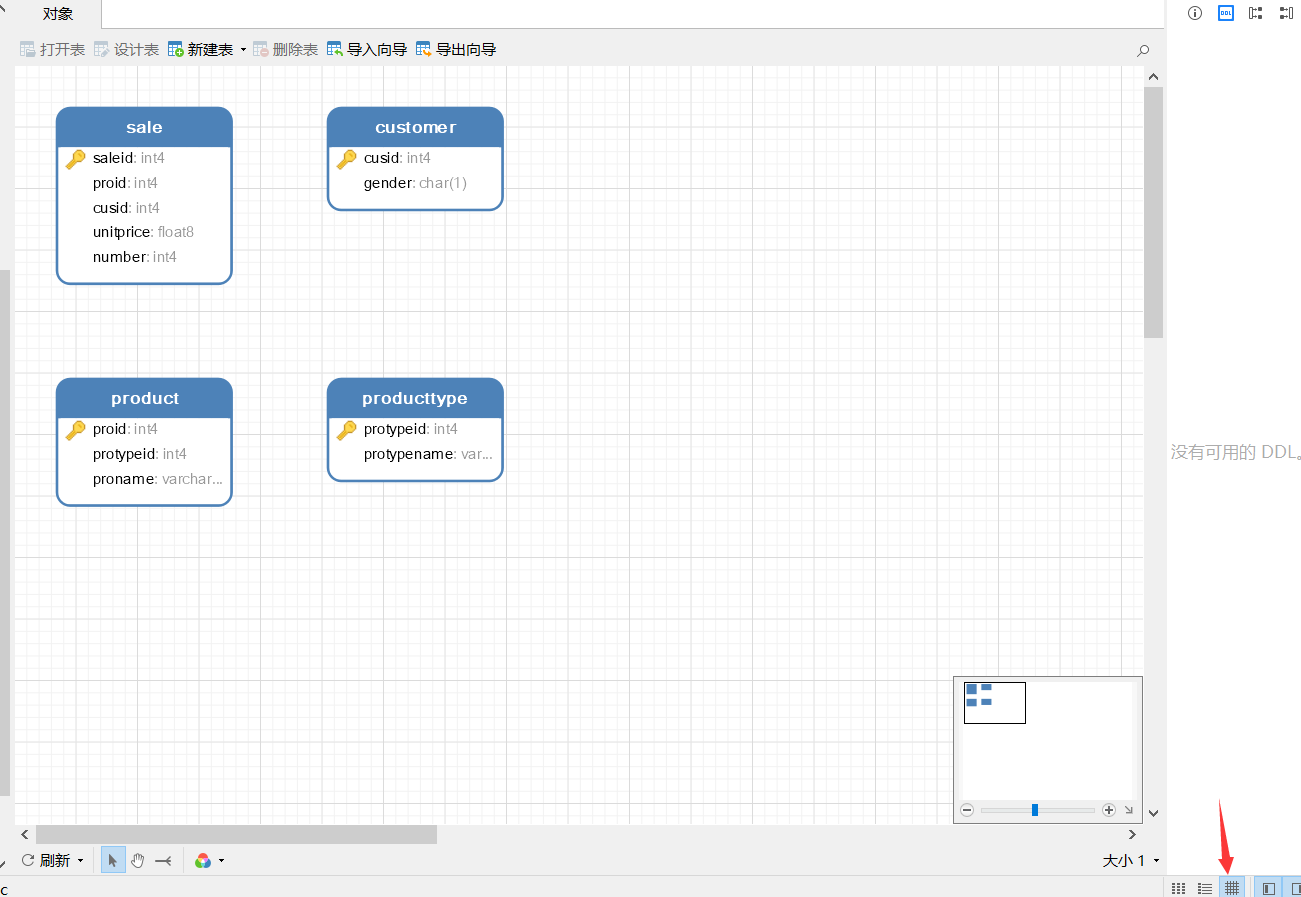 对象
打开表 设计表 新建表 删除表 导入向导 导出向导
DDL
sale
saleid: int4
proid: int4
cusid: int4
unitprice: float8
number: int4
customer
cusid: int4
gender: char(1)
product
proid: int4
protypeid: int4
proname: varchar...
producttype
protypeid: int4
protypename: var...
没有可用的 DDL。
刷新
大小 1
c